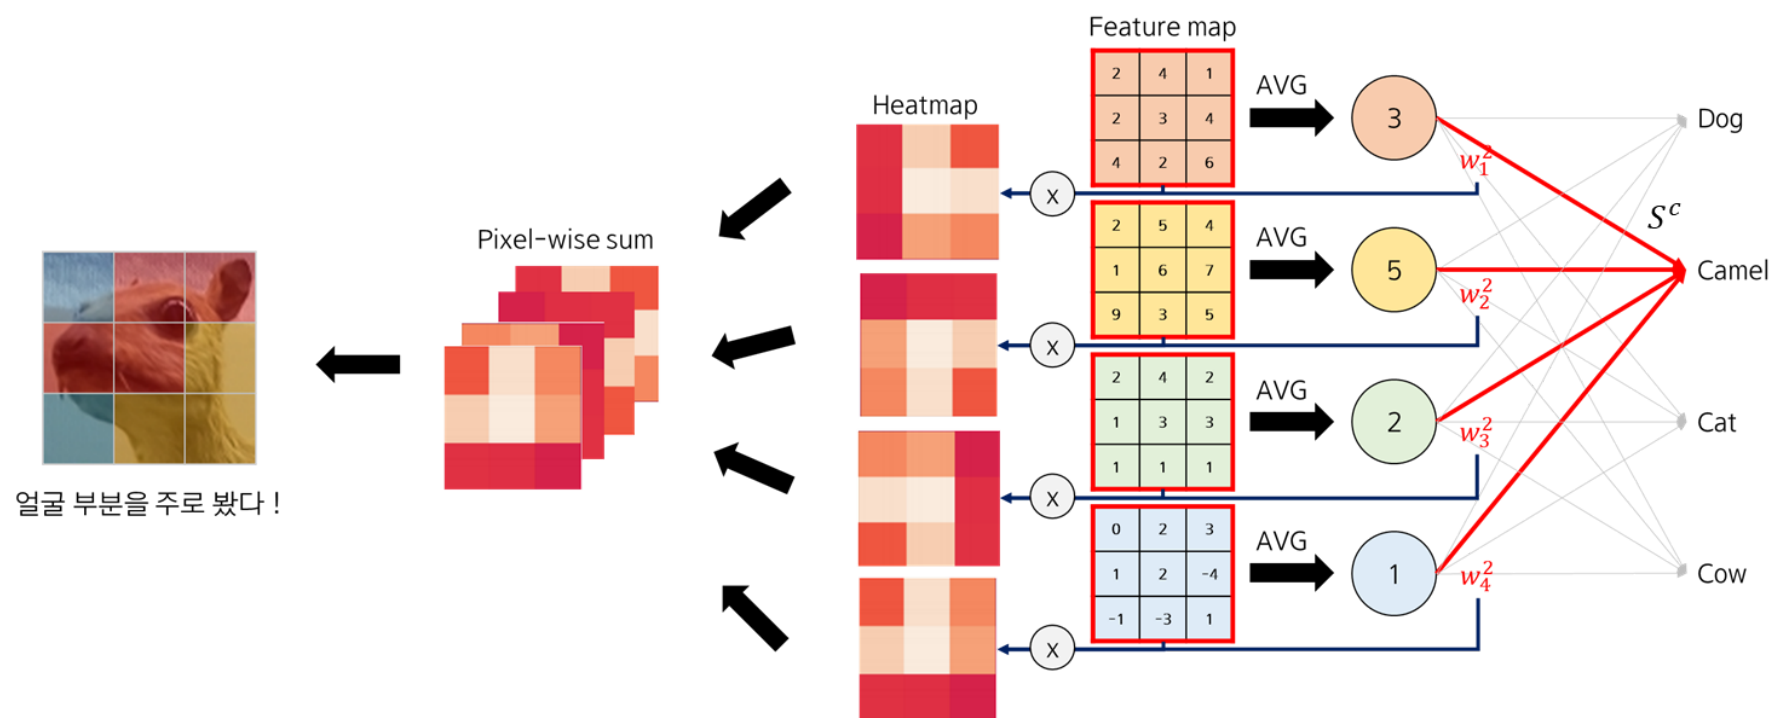 Feature map
2 4 1
2 3 4
4 2 6
AVG
3
Dog
Heatmap
X
w₁²
S^c
2 5 4
1 6 7
9 3 5
AVG
5
Camel
X
w₂²
Pixel-wise sum
2 4 2
1 3 3
1 1 1
AVG
2
Cat
X
w₃²
얼굴 부분을 주로 봤다 !
0 2 3
1 2 -4
-1 -3 1
AVG
1
Cow
X
w₄²